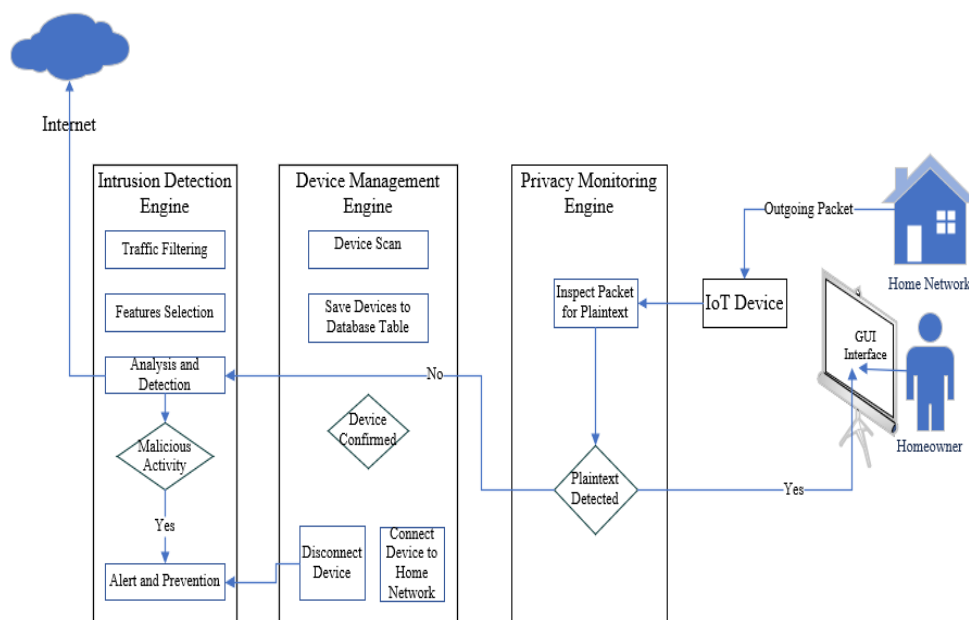 Internet
Intrusion Detection
Engine
Traffic Filtering
Features Selection
Analysis and
Detection
Malicious
Activity
Yes
Alert and Prevention
Device Management
Engine
Device Scan
Save Devices to
Database Table
No
Device
Confirmed
Disconnect
Device
Connect
Device to
Home
Network
Privacy Monitoring
Engine
Inspect Packet
for Plaintext
Plaintext
Detected
Yes
Outgoing Packet
IoT Device
Home Network
GUI
Interface
Homeowner